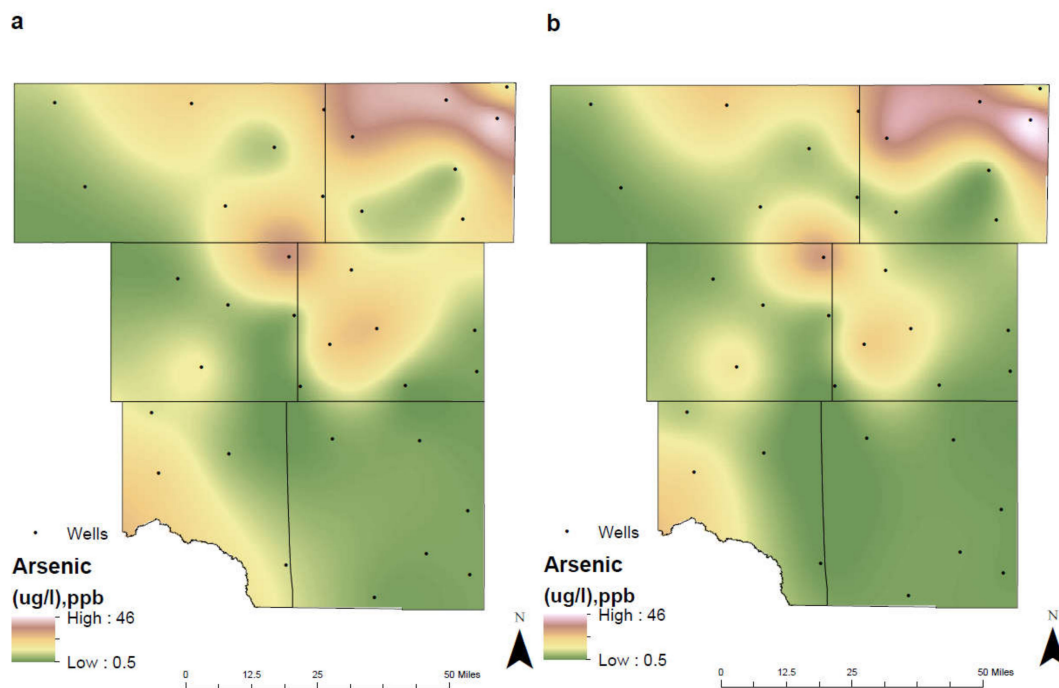 a
b
Wells
Arsenic
(ug/l),ppb
High : 46
Low : 0.5
N
0 12.5 25 50 Miles
Wells
Arsenic
(ug/l),ppb
High : 46
Low : 0.5
N
0 12.5 25 50 Miles